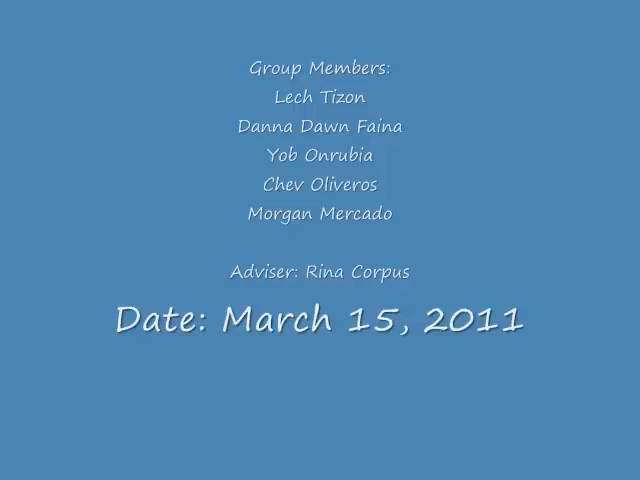 Group Members:
Lech Tizon
Danna Dawn Faina
Yob Onrubia
Chev Oliveros
Morgan Mercado
Adviser: Rina Corpus
Date: March 15, 2011